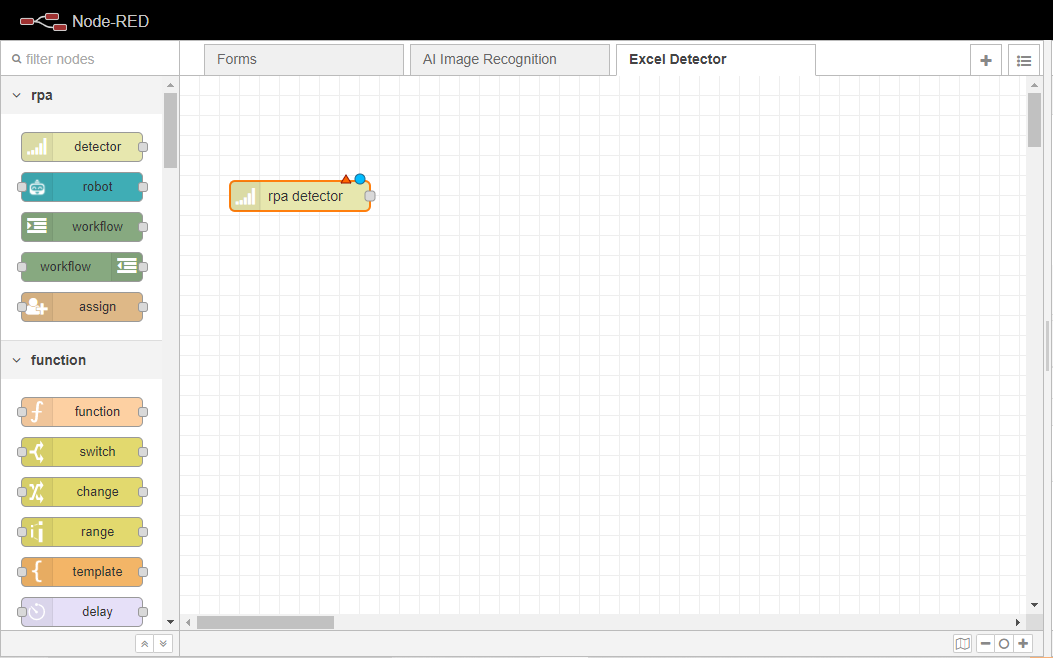 Node-RED
filter nodes
Forms
AI Image Recognition
Excel Detector
rpa
detector
robot
workflow
workflow
assign
function
function
switch
change
range
template
delay
rpa detector